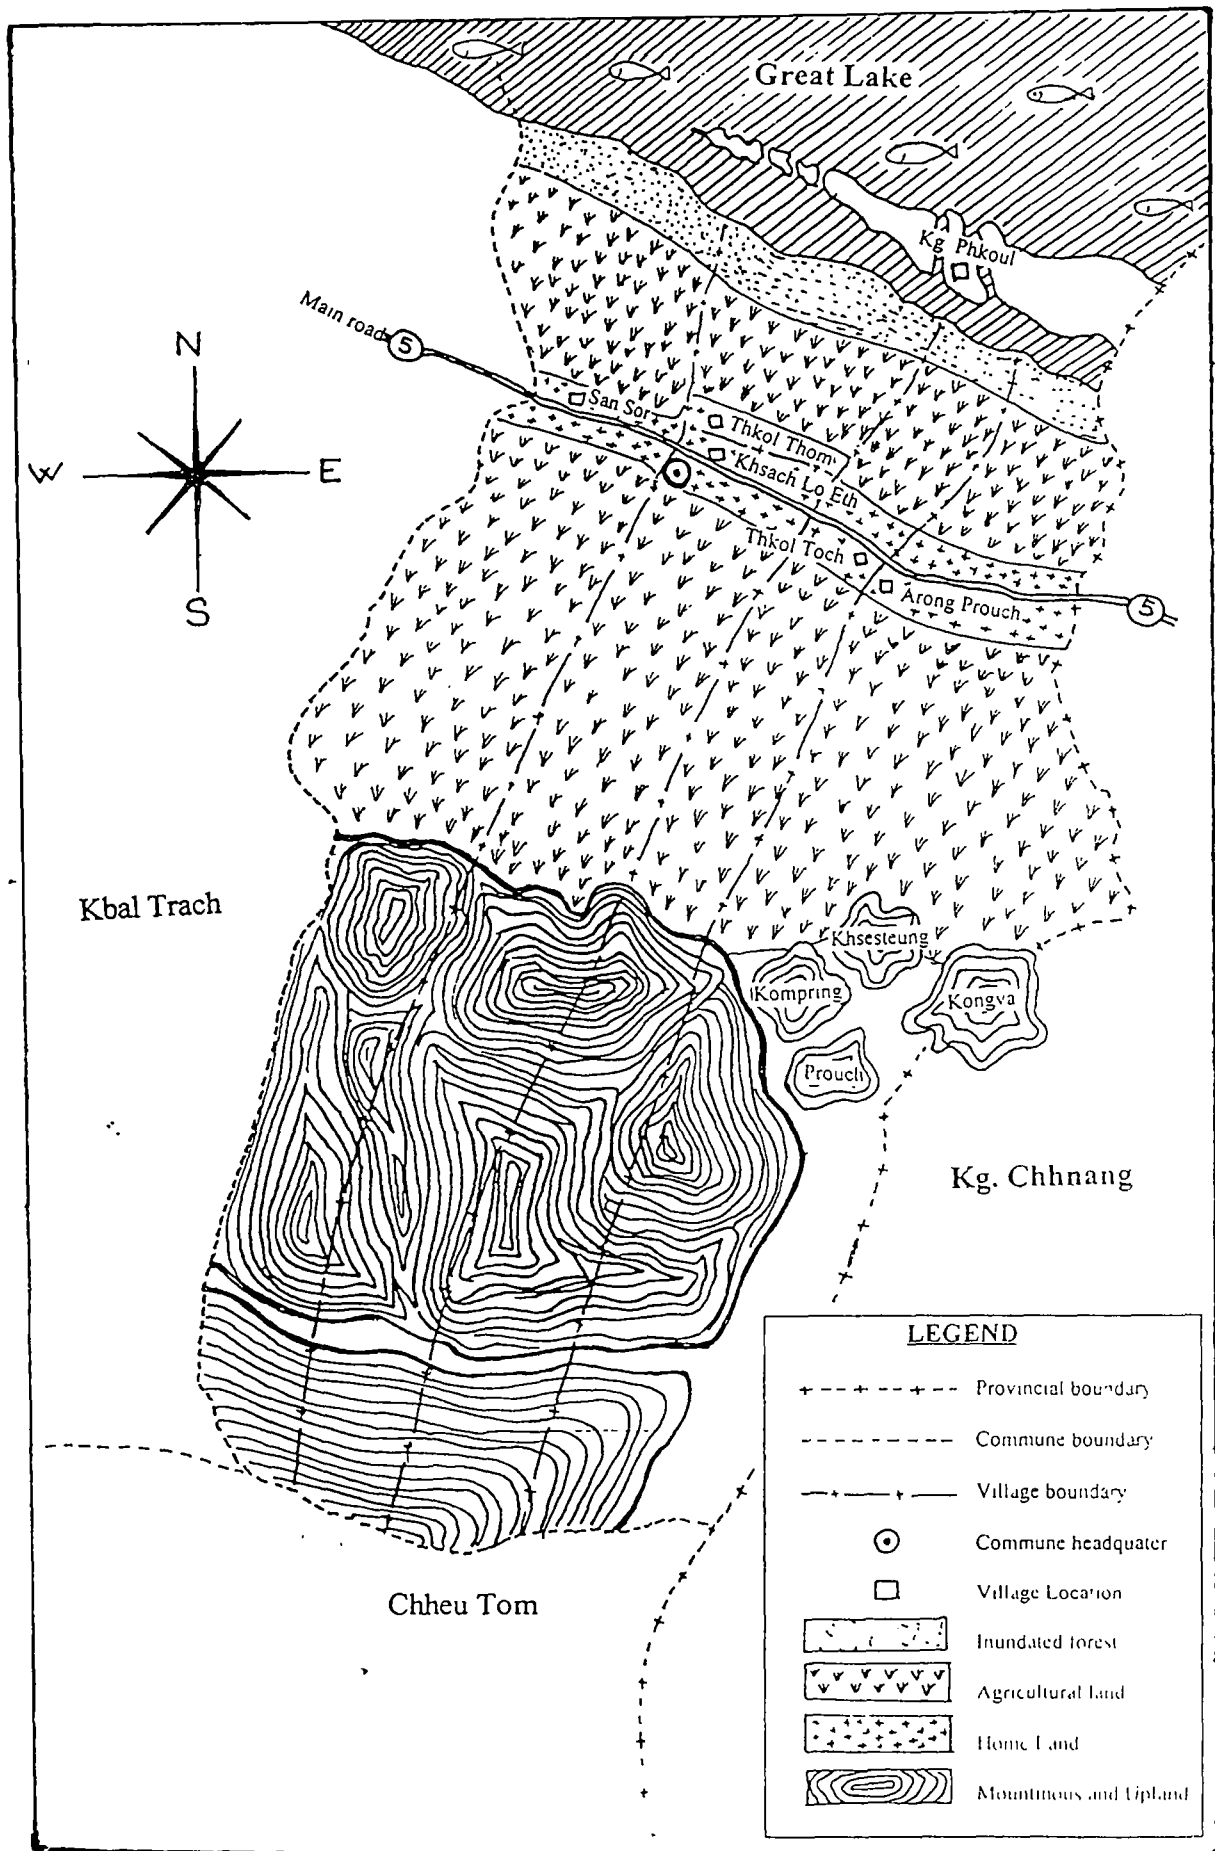 Great Lake
Kg. Phkoul
Main road
5
N
San Sor
Thkol Thom
Khsach Lo Eth
W
E
Thkol Toch
Arong Prouch
5
S
Kbal Trach
Khsesteung
Kompring
Kongva
Prouch
Kg. Chhnang
LEGEND
Provincial boundary
Commune boundary
Village boundary
Commune headquater
Village Location
Chheu Tom
Inundated forest
Agricultural land
Home Land
Mountinous and Upland